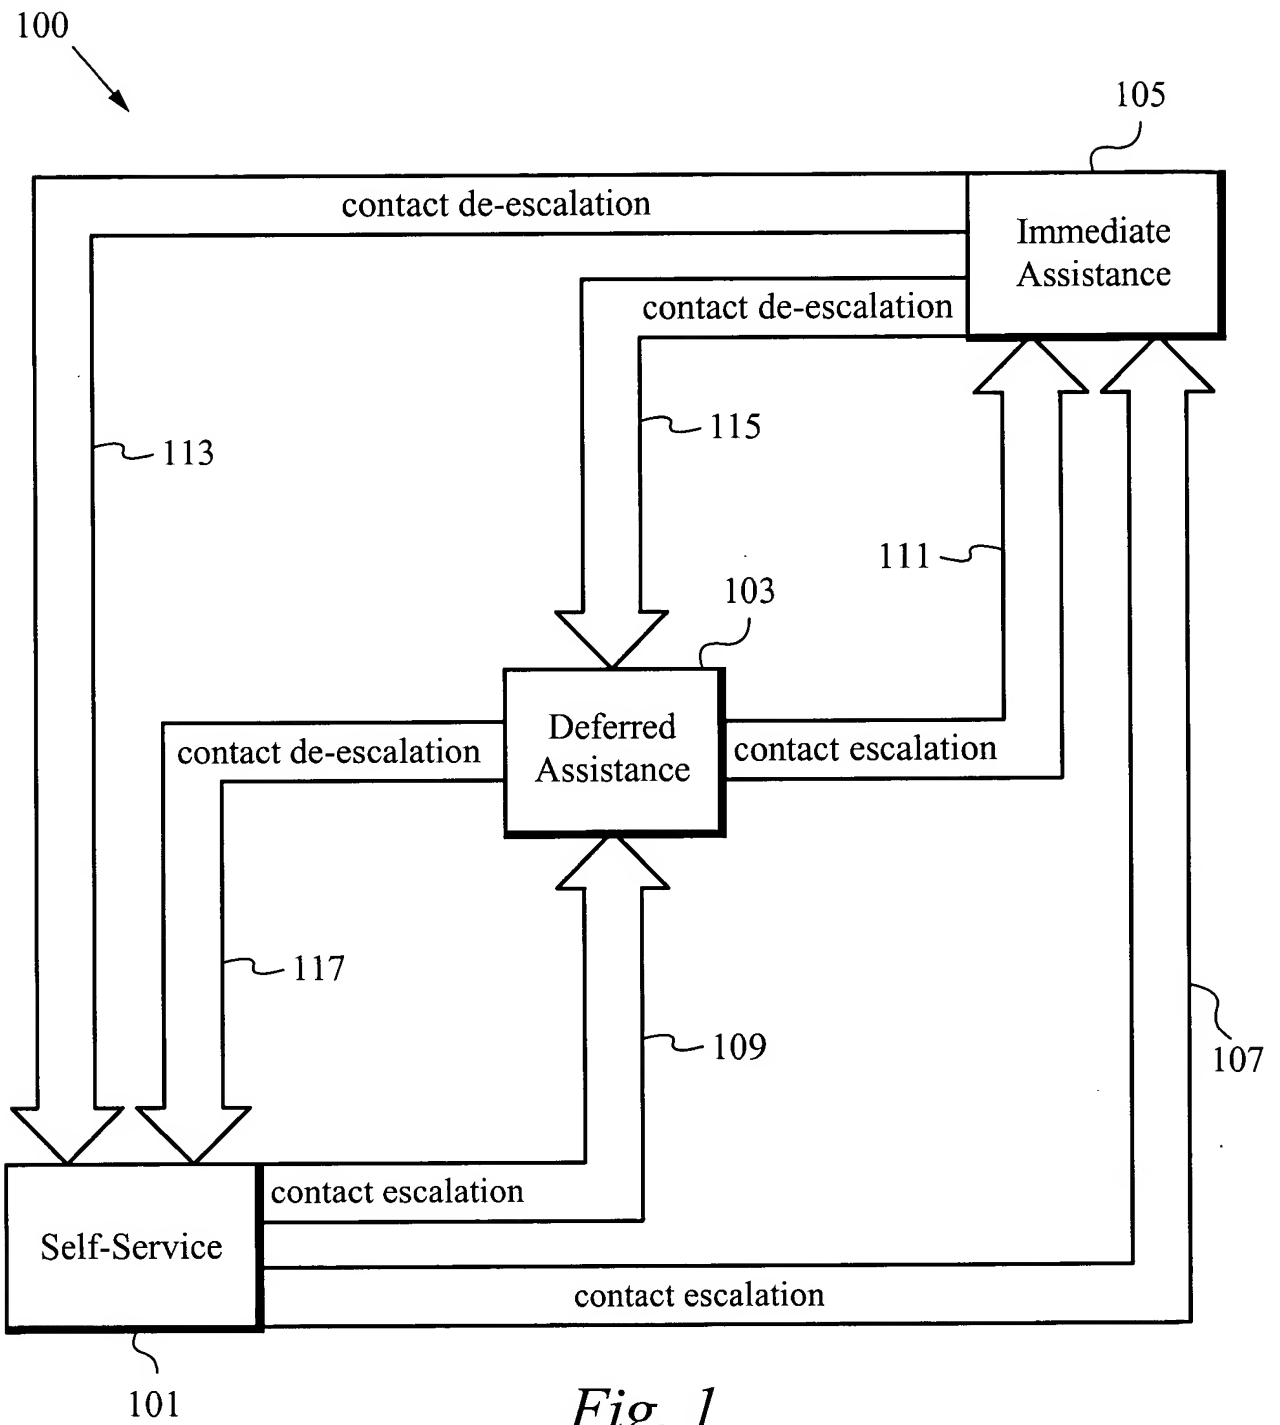 100
105
contact de-escalation
Immediate
Assistance
contact de-escalation
115
113
111
103
Deferred
Assistance
contact de-escalation
contact escalation
117
109
107
contact escalation
Self-Service
contact escalation
101
Fig. 1